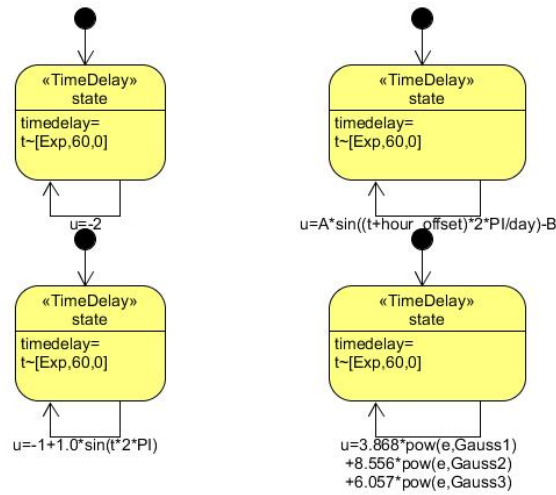 «TimeDelay»
state
timedelay=
t~[Exp,60,0]
u=-2
«TimeDelay»
state
timedelay=
t~[Exp,60,0]
u=A*sin((t+hour_offset)*2*PI/day)-B
«TimeDelay»
state
timedelay=
t~[Exp,60,0]
u=-1+1.0*sin(t*2*PI)
«TimeDelay»
state
timedelay=
t~[Exp,60,0]
u=3.868*pow(e,Gauss1)
+8.556*pow(e,Gauss2)
+6.057*pow(e,Gauss3)